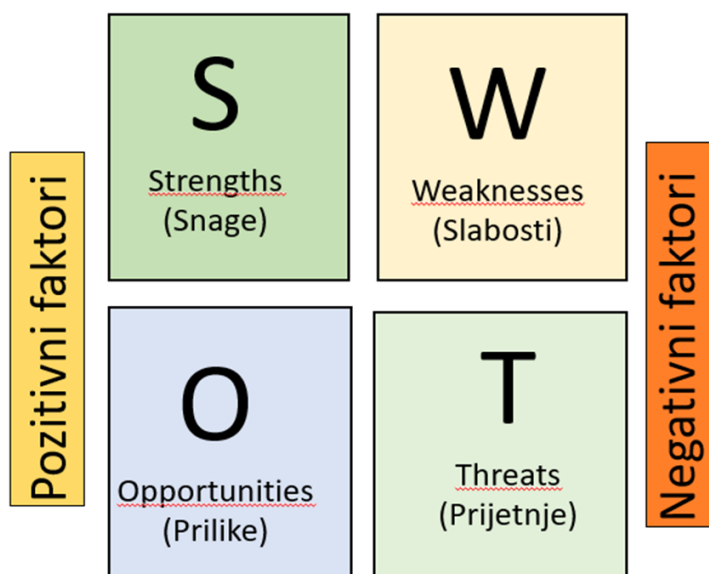 Pozitivni faktori
S
Strengths
(Snage)
W
Weaknesses
(Slabosti)
O
Opportunities
(Prilike)
T
Threats
(Prijetnje)
Negativni faktori